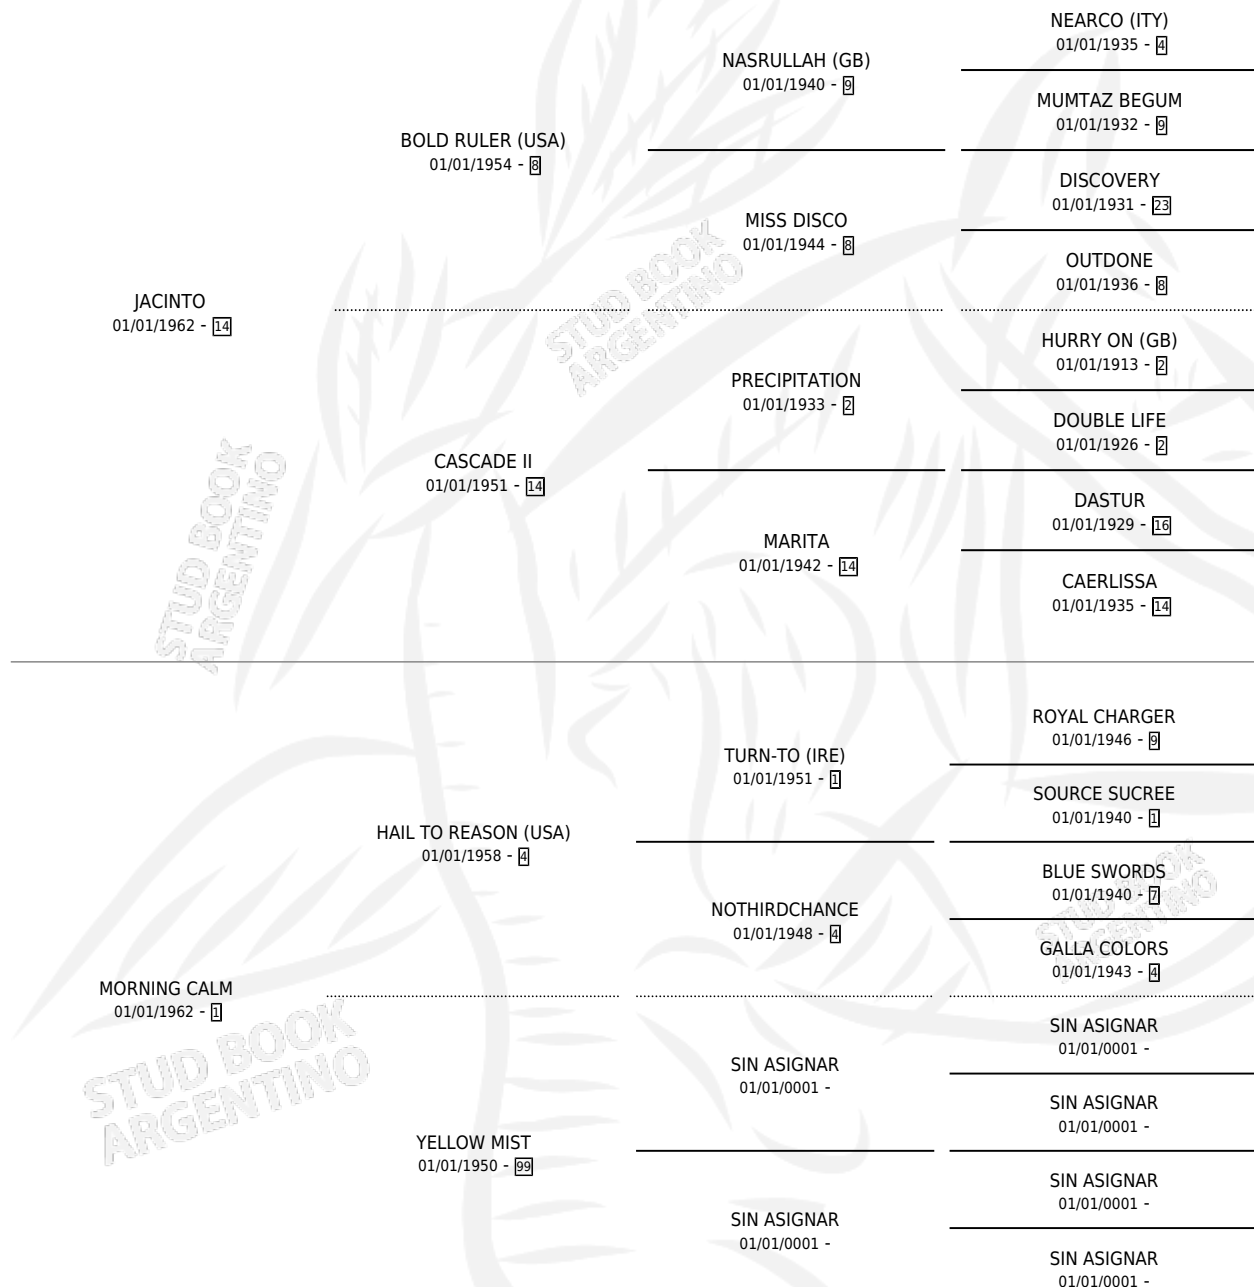 NEARCO (ITY)
01/01/1935 - 4
NASRULLAH (GB)
01/01/1940 - 9
MUMTAZ BEGUM
01/01/1932 - 9
BOLD RULER (USA)
01/01/1954 - 8
DISCOVERY
01/01/1931 - 23
MISS DISCO
01/01/1944 - 8
OUTDONE
01/01/1936 - 8
JACINTO
01/01/1962 - 14
HURRY ON (GB)
01/01/1913 - 2
PRECIPITATION
01/01/1933 - 2
DOUBLE LIFE
01/01/1926 - 2
CASCADE II
01/01/1951 - 14
DASTUR
01/01/1929 - 16
MARITA
01/01/1942 - 14
CAERLISSA
01/01/1935 - 14
ROYAL CHARGER
01/01/1946 - 9
TURN-TO (IRE)
01/01/1951 - 1
SOURCE SUCREE
01/01/1940 - 1
HAIL TO REASON (USA)
01/01/1958 - 4
BLUE SWORDS
01/01/1940 - 7
NOTHIRDCHANCE
01/01/1948 - 4
GALLA COLORS
01/01/1943 - 4
MORNING CALM
01/01/1962 - 1
SIN ASIGNAR
01/01/0001 -
SIN ASIGNAR
01/01/0001 -
SIN ASIGNAR
01/01/0001 -
YELLOW MIST
01/01/1950 - 99
SIN ASIGNAR
01/01/0001 -
SIN ASIGNAR
01/01/0001 -
SIN ASIGNAR
01/01/0001 -
STUD BOOK
ARGENTINO
STUD BOOK
ARGENTINO
STUD BOOK
ARGENTINO
STUD BOOK
ARGENTINO